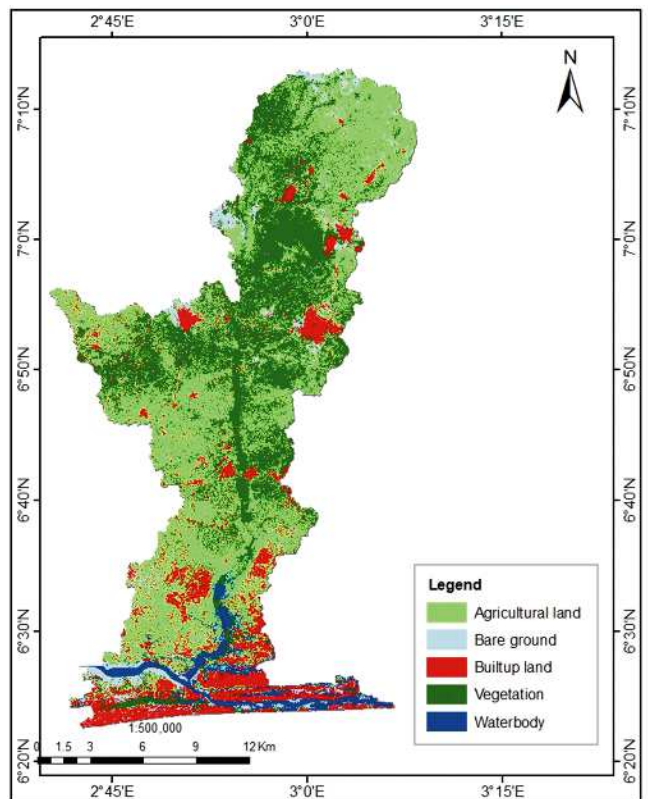 2°45'E 3°0'E 3°15'E
N
7°10'N 7°10'N
7°0'N 7°0'N
6°50'N 6°50'N
6°40'N 6°40'N
6°30'N 6°30'N
6°20'N 6°20'N
Legend
Agricultural land
Bare ground
Builtup land
Vegetation
Waterbody
1:500,000
0 1.5 3 6 9 12 Km
2°45'E 3°0'E 3°15'E